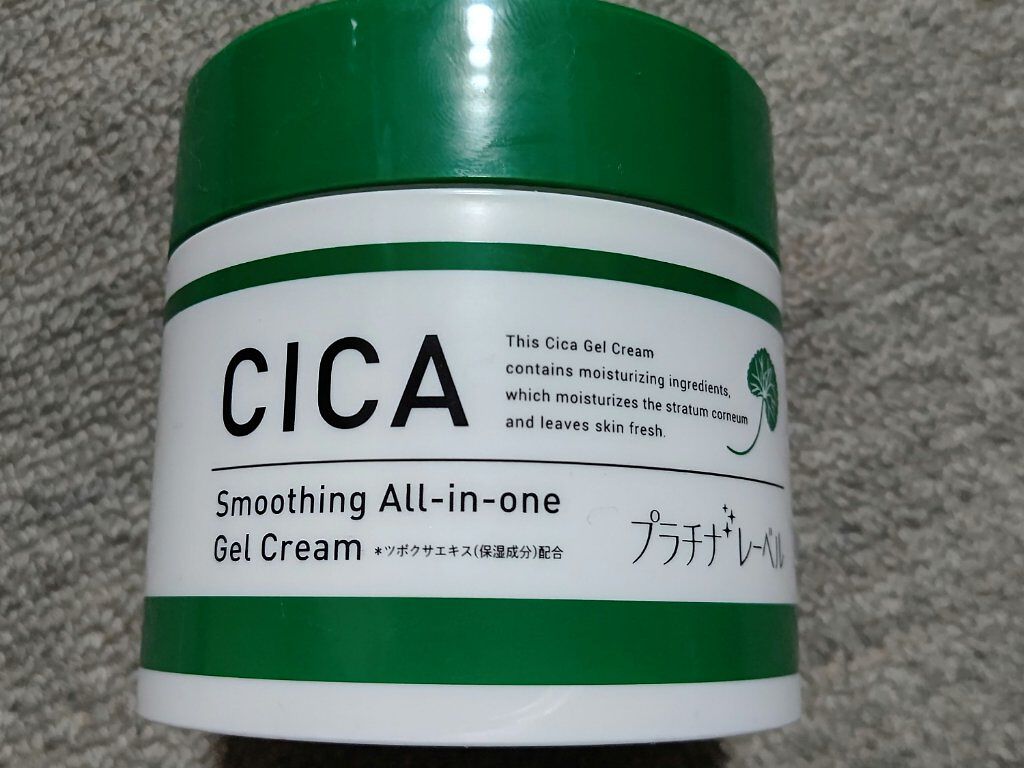 CICA
This Cica Gel Cream
contains moisturizing ingredients,
which moisturizes the stratum corneum
and leaves skin fresh.
Smoothing All-in-one
Gel Cream *ツボクサエキス(保湿成分)配合
プラチナレーベル